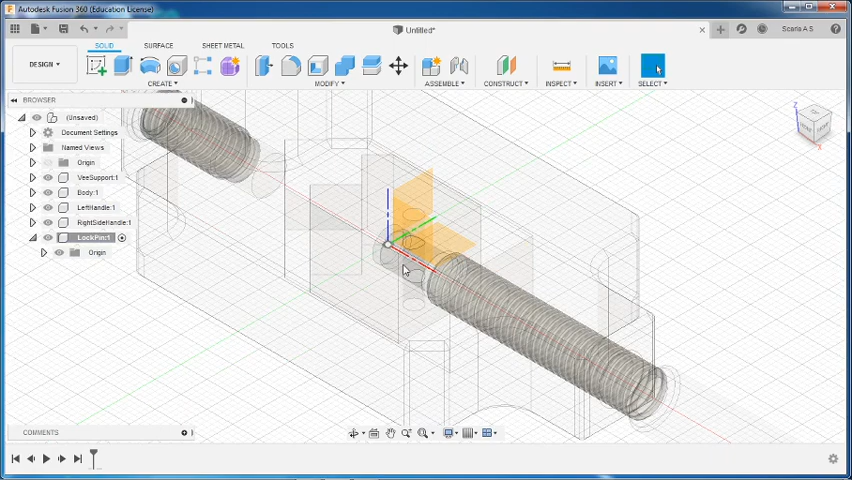 Autodesk Fusion 360 (Education License)
Untitled*
Scaria A S
SOLID SURFACE SHEET METAL TOOLS
DESIGN
CREATE MODIFY ASSEMBLE CONSTRUCT INSPECT INSERT SELECT
BROWSER
(Unsaved)
Document Settings
Named Views
Origin
VeeSupport:1
Body:1
LeftHandle:1
RightSideHandle:1
LockPin:1
Origin
Z
X
COMMENTS